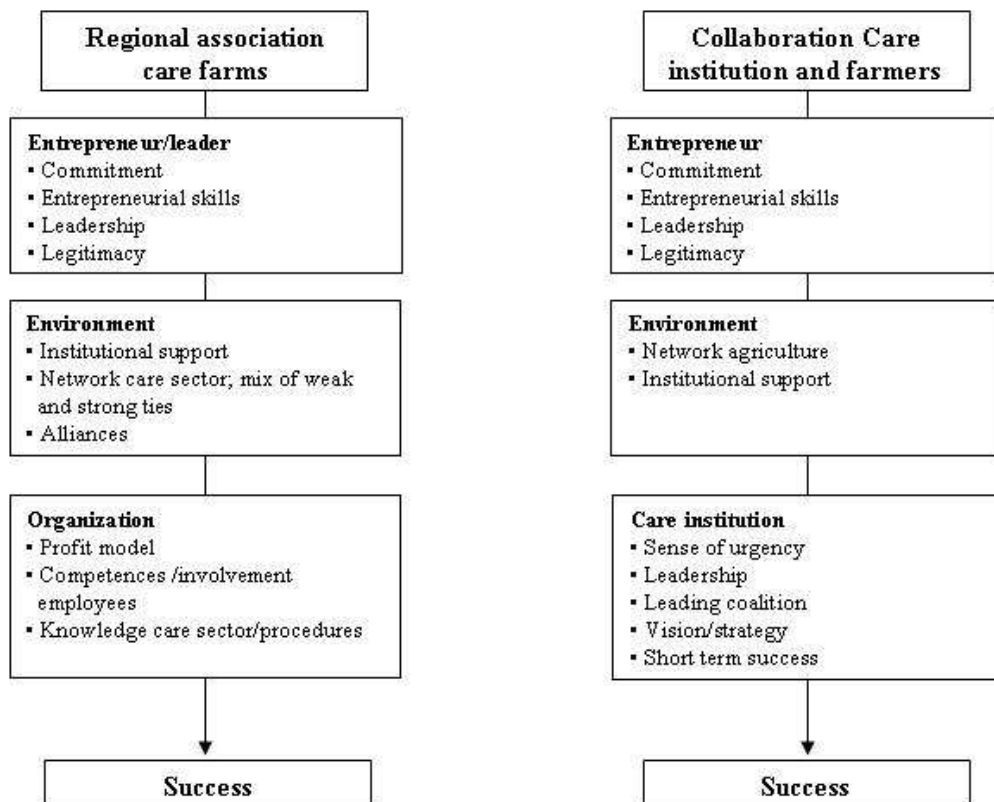 Regional association
care farms
Entrepreneur/leader
▪ Commitment
▪ Entrepreneurial skills
▪ Leadership
▪ Legitimacy
Environment
▪ Institutional support
▪ Network care sector; mix of weak
and strong ties
▪ Alliances
Organization
▪ Profit model
▪ Competences /involvement
employees
▪ Knowledge care sector/procedures
Success
Collaboration Care
institution and farmers
Entrepreneur
▪ Commitment
▪ Entrepreneurial skills
▪ Leadership
▪ Legitimacy
Environment
▪ Network agriculture
▪ Institutional support
Care institution
▪ Sense of urgency
▪ Leadership
▪ Leading coalition
▪ Vision/strategy
▪ Short term success
Success